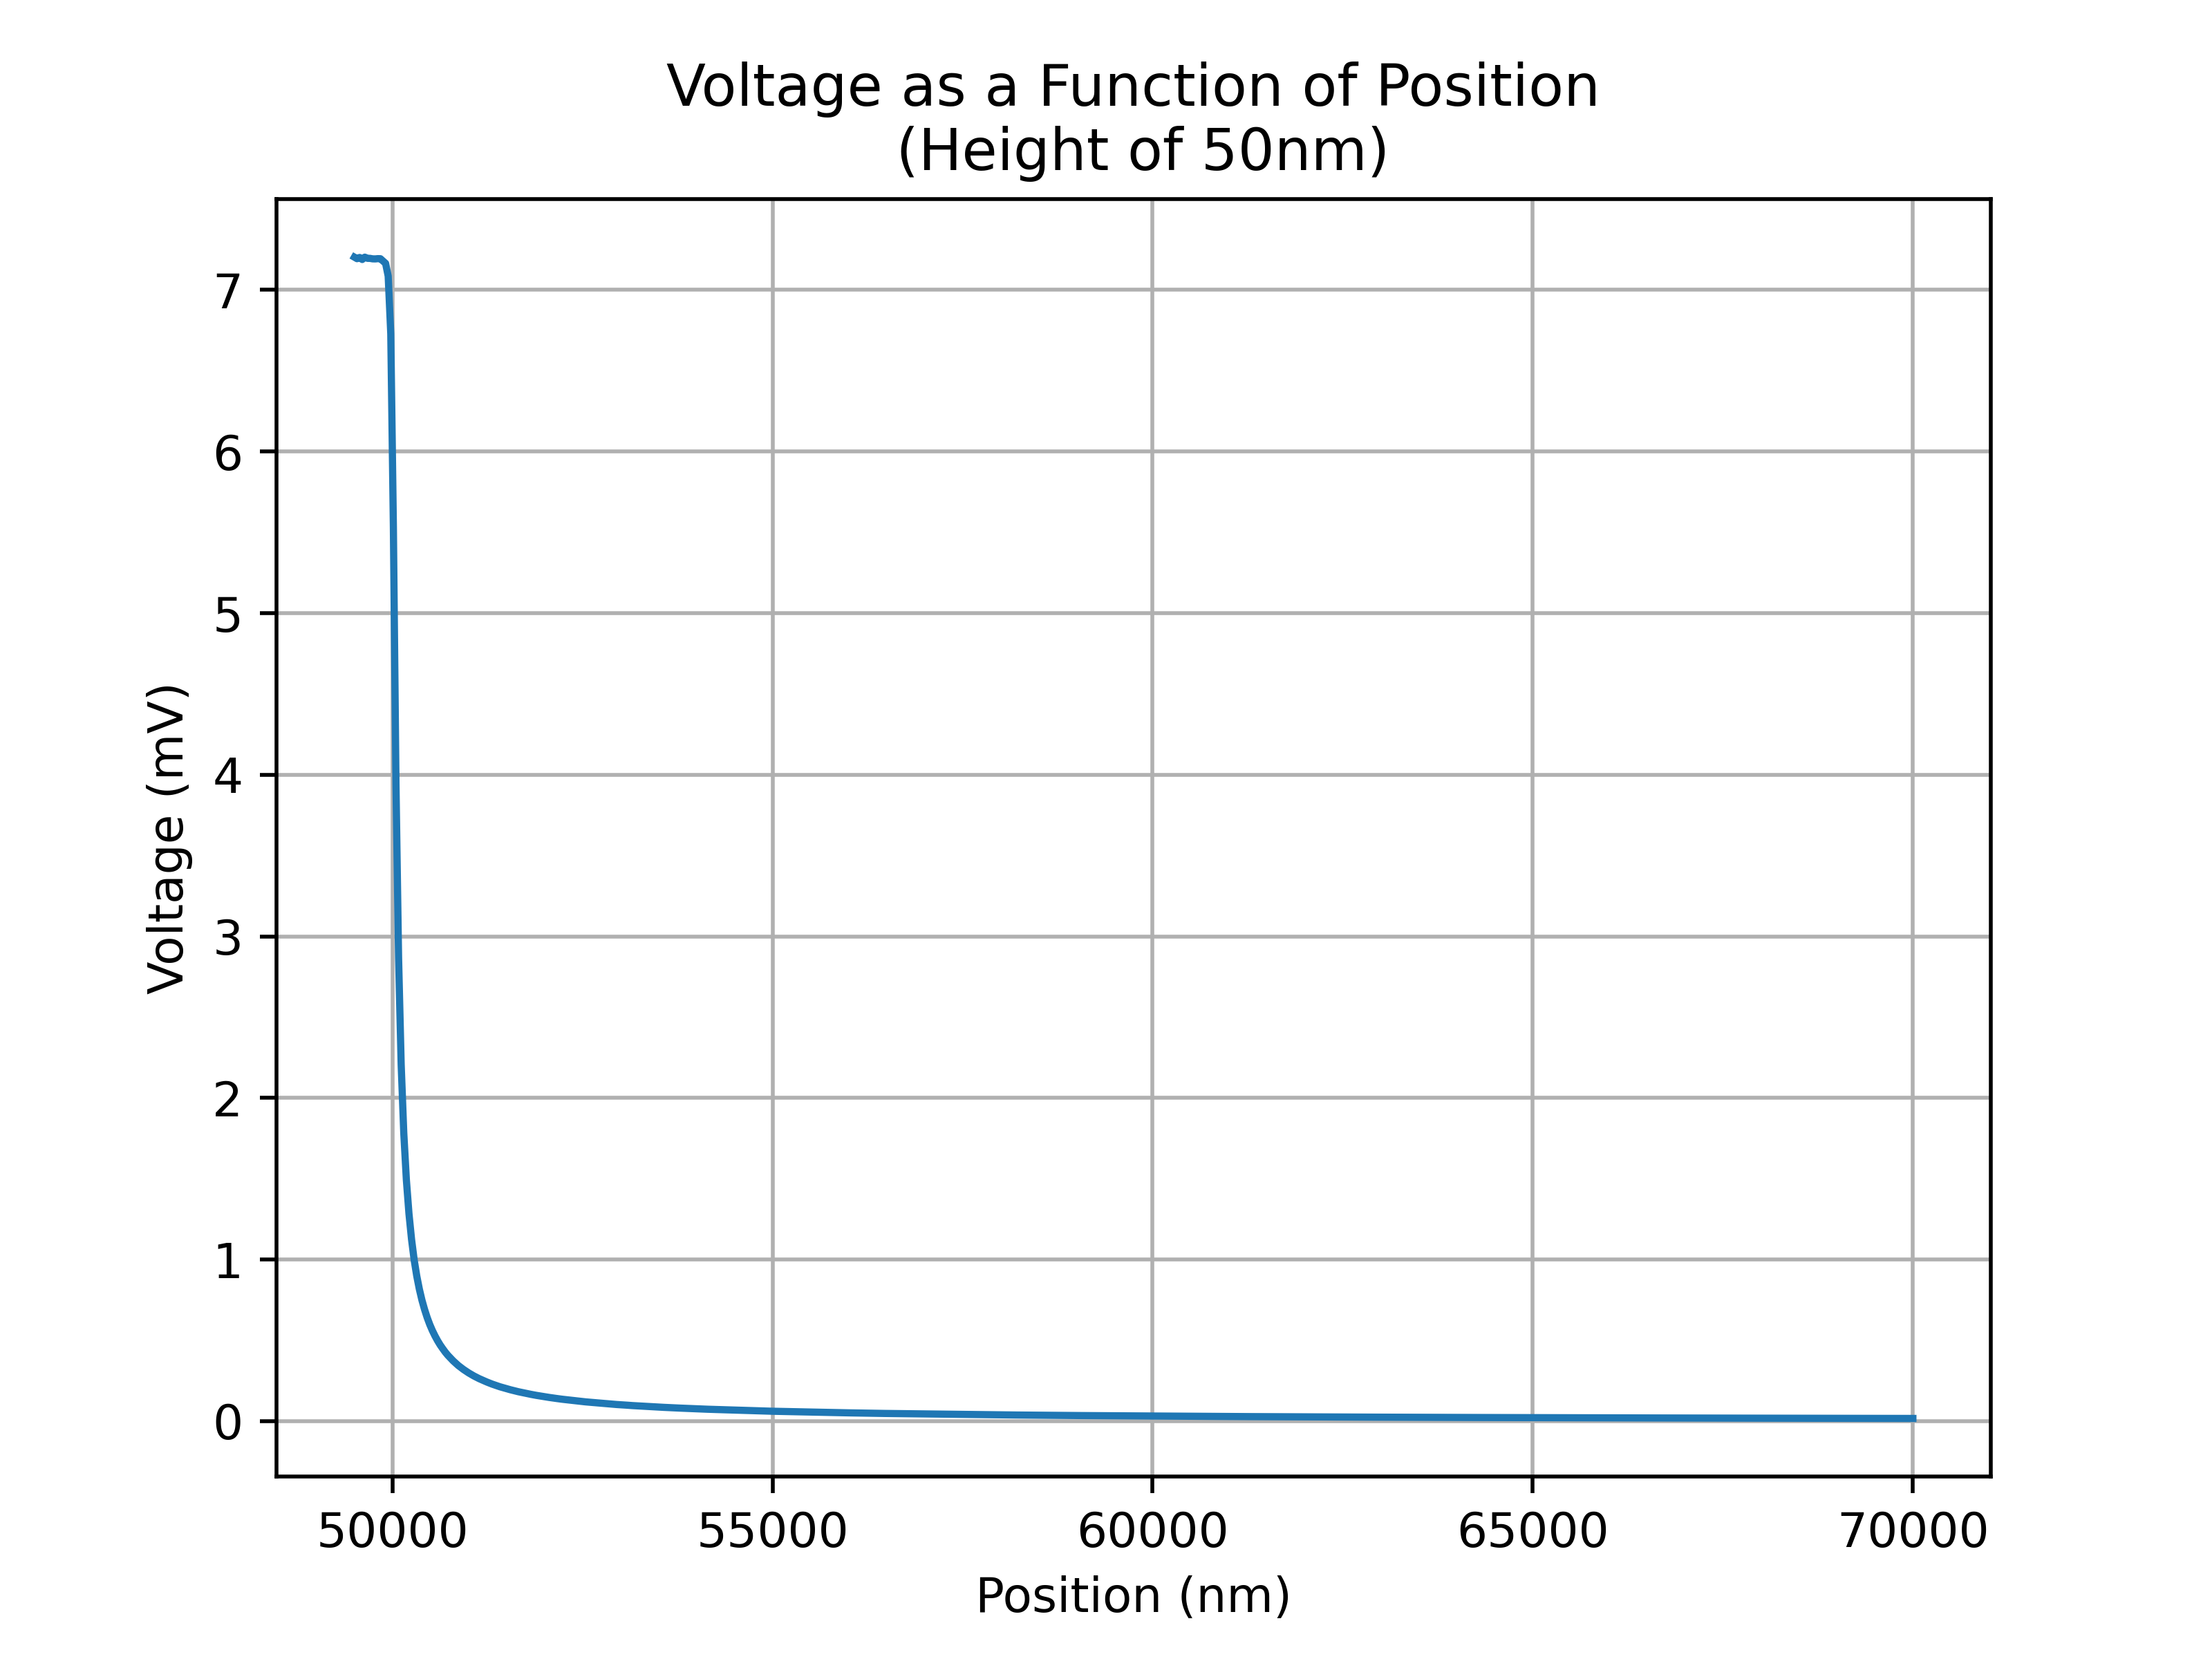 Voltage as a Function of Position
(Height of 50nm)
7
6
5
4
3
2
1
0
Voltage (mV)
50000 55000 60000 65000 70000
Position (nm)